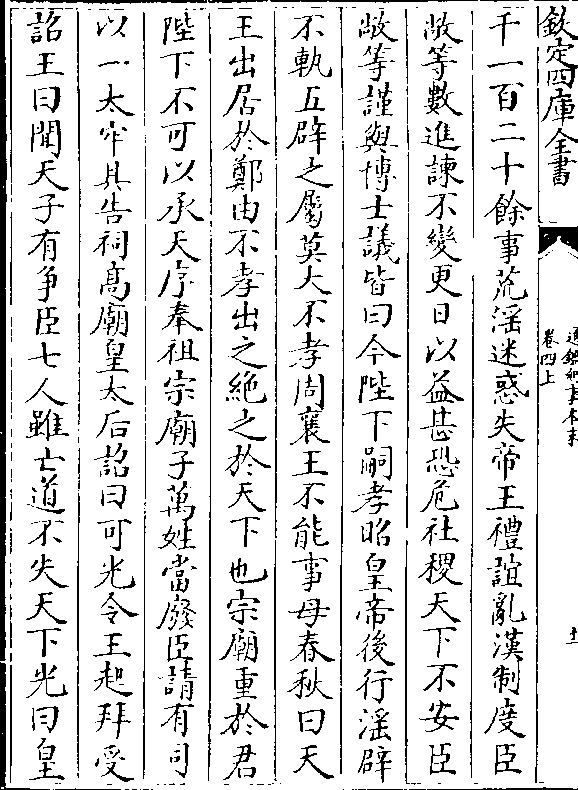 欽定四庫全書
通鑑紀事本末
卷四上
十一
千一百二十餘事荒淫迷惑失帝王禮誼亂漢制度臣
敞等數進諫不變更日以益甚恐危社稷天下不安臣
敞等謹與博士議皆曰今陛下嗣孝昭皇帝後行淫辟
不軌五辟之屬莫大不孝周襄王不能事母春秋曰天
王出居於鄭由不孝出之絶之於天下也宗廟重於君
陛下不可以承天序奉祖宗廟子萬姓當廢臣請有司
以一太牢具告祠髙廟皇太后詔曰可光令王起拜受
詔王曰聞天子有爭臣七人雖亡道不失天下光曰皇